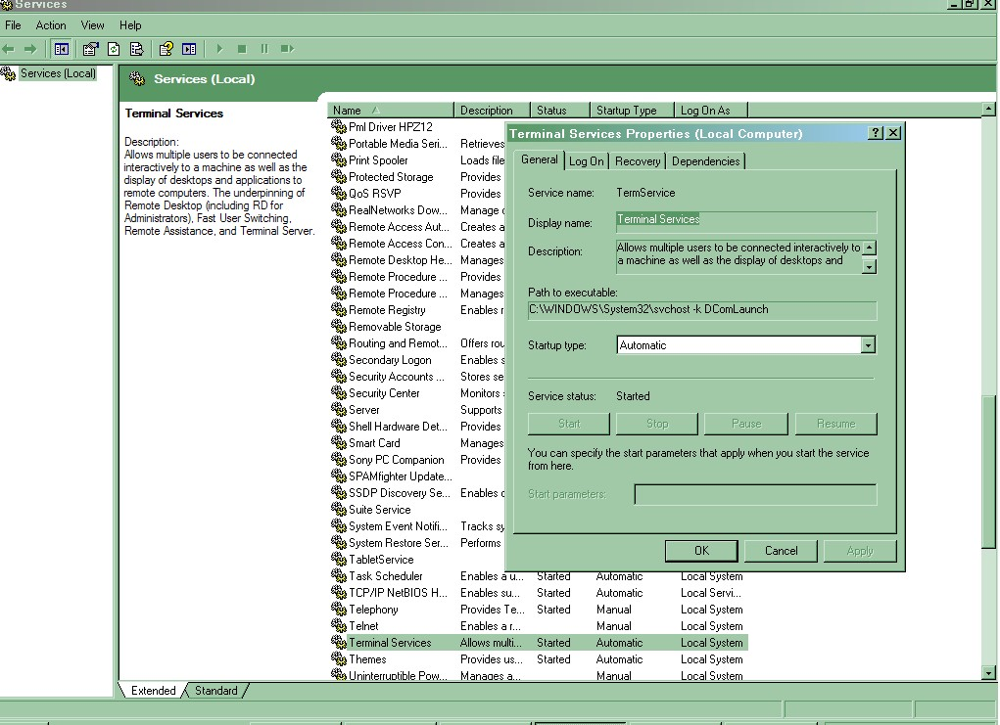 Services
File Action View Help
Services (Local)
Services (Local)
Terminal Services
Description:
Allows multiple users to be connected
interactively to a machine as well as the
display of desktops and applications to
remote computers. The underpinning of
Remote Desktop (including RD for
Administrators), Fast User Switching,
Remote Assistance, and Terminal Server.
Name Description Status Startup Type Log On As
Pml Driver HPZ12
Portable Media Seri... Retrieves
Print Spooler Loads file
Protected Storage Provides
QoS RSVP Provides
RealNetworks Dow... Manage
Remote Access Aut... Creates a
Remote Access Con... Creates a
Remote Desktop He... Manages
Remote Procedure ... Provides
Remote Procedure ... Manages
Remote Registry Enables r
Removable Storage
Routing and Remot... Offers rou
Secondary Logon Enables s
Security Accounts ... Stores se
Security Center Monitors
Server Supports
Shell Hardware Det... Provides
Smart Card Manages
Sony PC Companion Provides
SPAMfighter Update...
SSDP Discovery Se... Enables
Suite Service
System Event Notifi... Tracks sy
System Restore Ser... Performs
TabletService
Task Scheduler Enables a u... Started Automatic Local System
TCP/IP NetBIOS H... Enables su... Started Automatic Local Servi...
Telephony Provides Te... Started Manual Local System
Telnet Enables a r... Manual Local System
Terminal Services Allows multi... Started Automatic Local System
Themes Provides us... Started Automatic Local System
Uninterruptible Pow... Manages a... Manual Local System
Extended Standard
Terminal Services Properties (Local Computer)
General Log On Recovery Dependencies
Service name: TermService
Display name: Terminal Services
Description: Allows multiple users to be connected interactively to
a machine as well as the display of desktops and
Path to executable:
C:\WINDOWS\System32\svchost -k DComLaunch
Startup type: Automatic
Service status: Started
Start Stop Pause Resume
You can specify the start parameters that apply when you start the service
from here.
Start parameters:
OK Cancel Apply